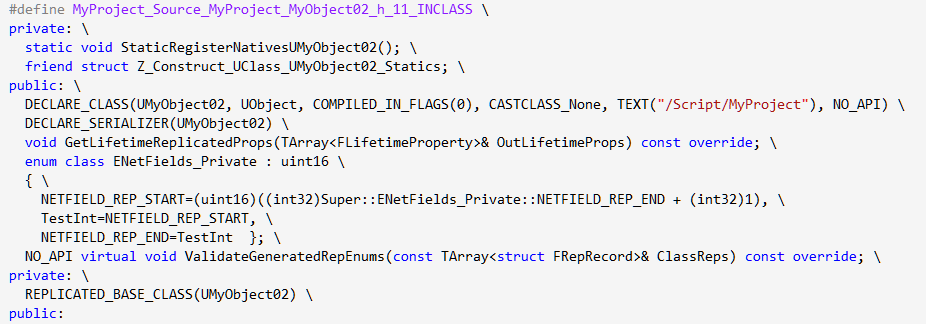 #define MyProject_Source_MyProject_MyObject02_h_11_INCLASS \
private: \
static void StaticRegisterNativesUMyObject02(); \
friend struct Z_Construct_UClass_UMyObject02_Statics; \
public: \
DECLARE_CLASS(UMyObject02, UObject, COMPILED_IN_FLAGS(0), CASTCLASS_None, TEXT("/Script/MyProject"), NO_API) \
DECLARE_SERIALIZER(UMyObject02) \
void GetLifetimeReplicatedProps(TArray<FLifetimeProperty>& OutLifetimeProps) const override; \
enum class ENetFields_Private : uint16 \
{ \
NETFIELD_REP_START=(uint16)((int32)Super::ENetFields_Private::NETFIELD_REP_END + (int32)1), \
TestInt=NETFIELD_REP_START, \
NETFIELD_REP_END=TestInt  }; \
NO_API virtual void ValidateGeneratedRepEnums(const TArray<struct FRepRecord>& ClassReps) const override; \
private: \
REPLICATED_BASE_CLASS(UMyObject02) \
public: